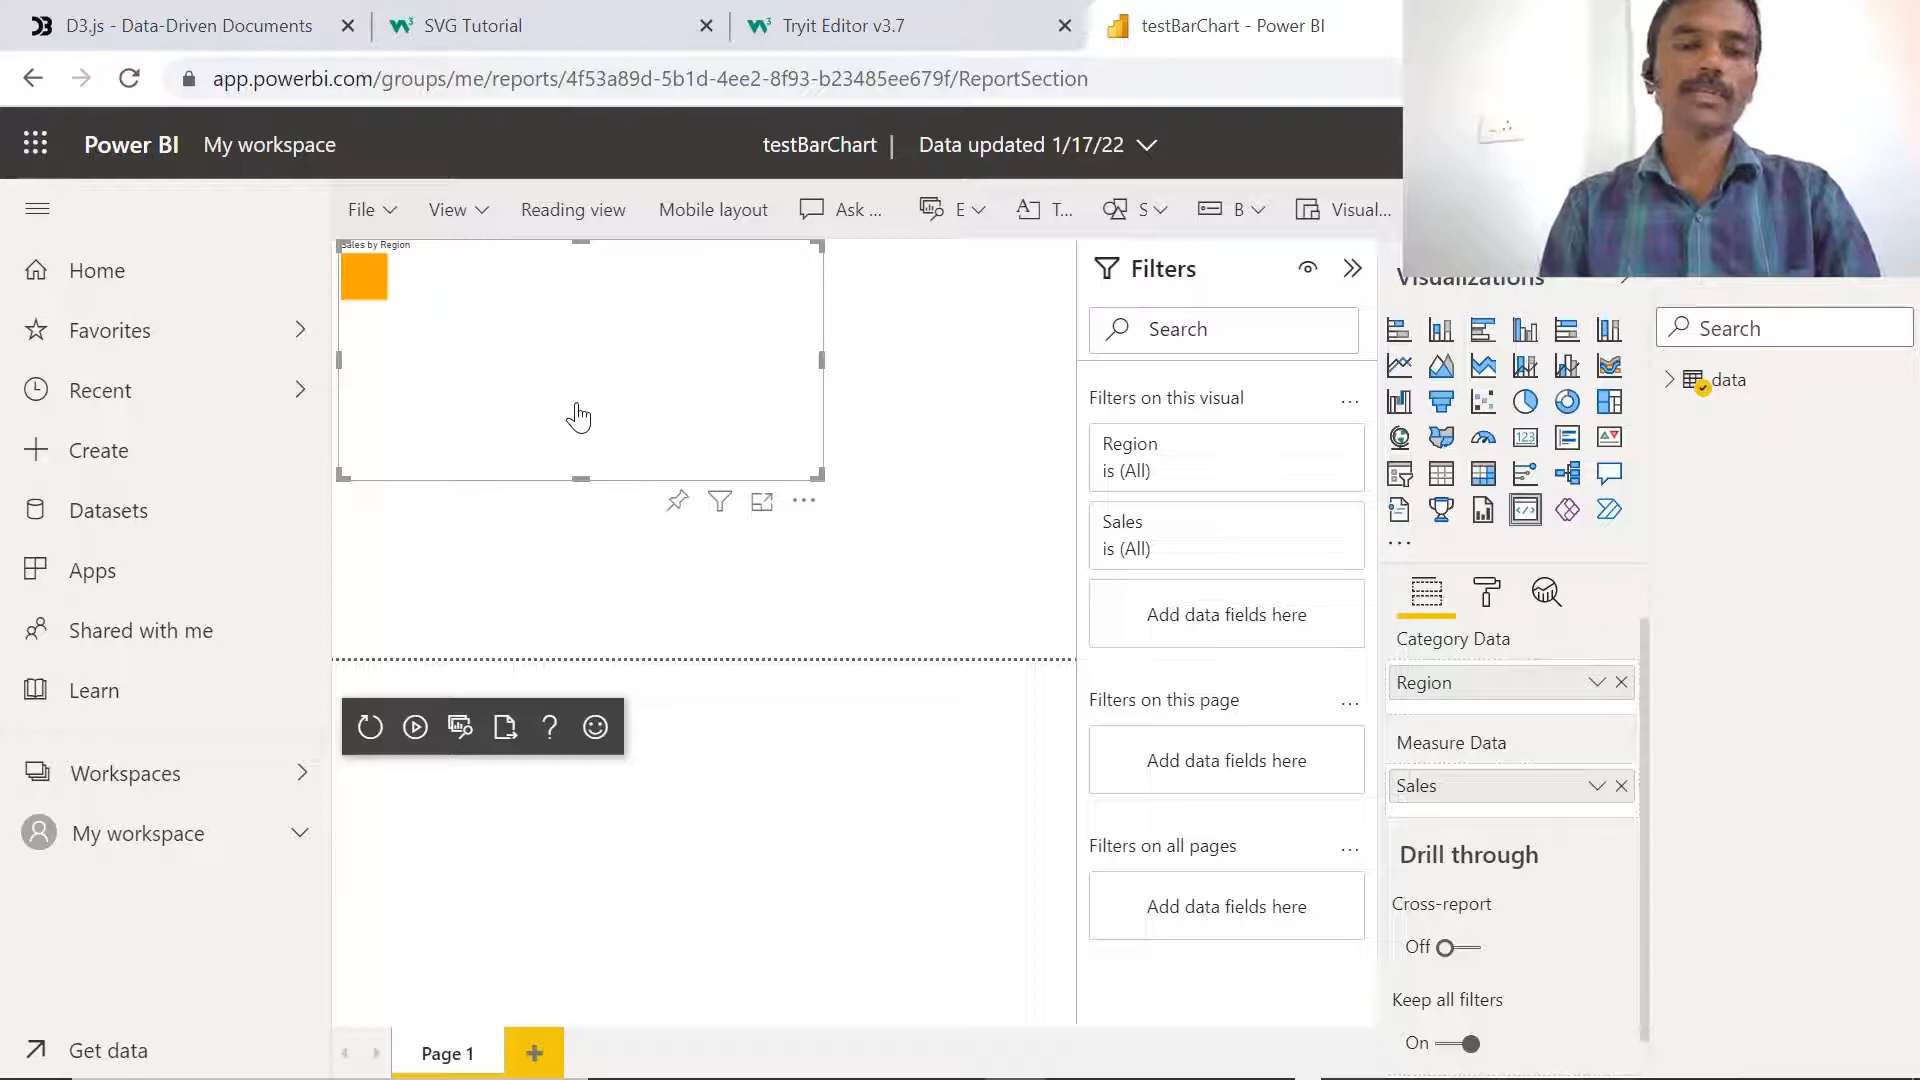 D3.js - Data-Driven Documents
SVG Tutorial
Tryit Editor v3.7
testBarChart - Power BI
app.powerbi.com/groups/me/reports/4f53a89d-5b1d-4ee2-8f93-b23485ee679f/ReportSection
Power BI My workspace
testBarChart | Data updated 1/17/22
File View Reading view Mobile layout Ask ... E T... S B Visual...
Home
Favorites
Recent
Create
Datasets
Apps
Shared with me
Learn
Workspaces
My workspace
Get data
Sales by Region
Page 1
Filters
Search
Filters on this visual ...
Region
is (All)
Sales
is (All)
Add data fields here
Filters on this page ...
Add data fields here
Filters on all pages ...
Add data fields here
Visualizations
123
...
Category Data
Region
Measure Data
Sales
Drill through
Cross-report
Off
Keep all filters
On
Search
data